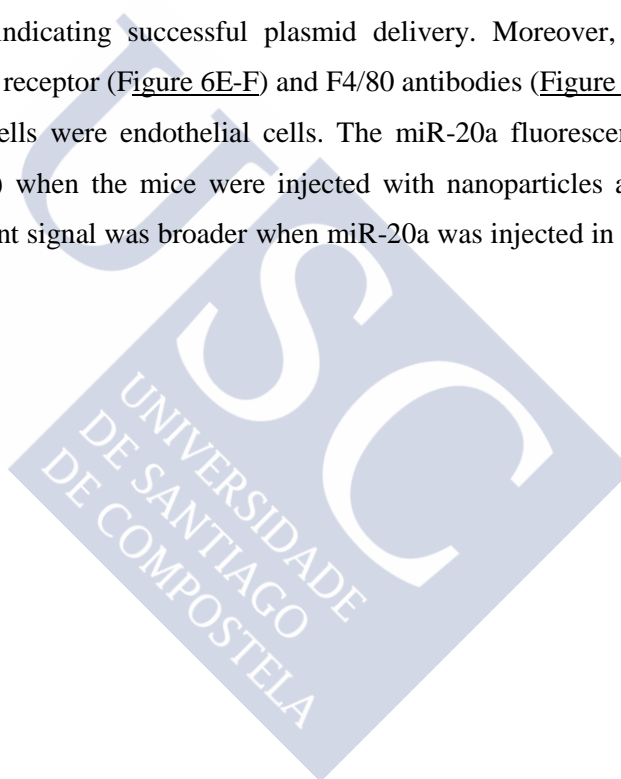 indicating successful plasmid delivery. Moreover,
receptor (Figure 6E-F) and F4/80 antibodies (Figure
ells were endothelial cells. The miR-20a fluorescen
) when the mice were injected with nanoparticles a
nt signal was broader when miR-20a was injected in
USC
UNIVERSIDADE
DE SANTIAGO
DE COMPOSTELA